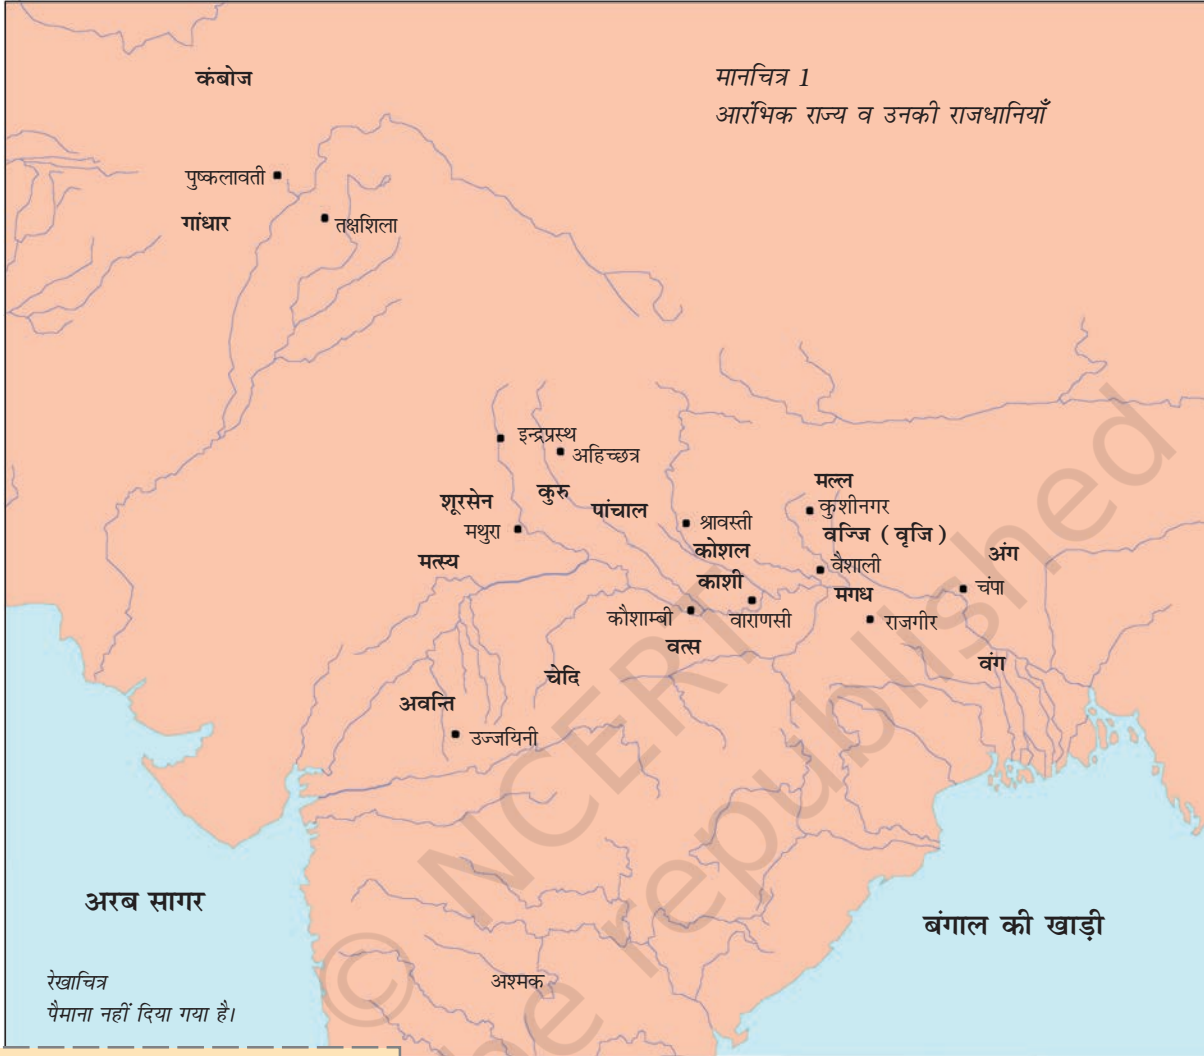 मानचित्र 1
आरंभिक राज्य व उनकी राजधानियाँ
कंबोज
पुष्कलावती
गांधार
तक्षशिला
इन्द्रप्रस्थ
अहिच्छत्र
कुरु
शूरसेन
मथुरा
पांचाल
मत्स्य
श्रावस्ती
कोशल
काशी
मल्ल
कुशीनगर
वज्जि ( वृजि )
वैशाली
मगध
अंग
चंपा
कौशाम्बी
वाराणसी
राजगीर
वत्स
वंग
चेदि
अवन्ति
उज्जयिनी
अरब सागर
बंगाल की खाड़ी
अश्मक
रेखाचित्र
पैमाना नहीं दिया गया है।
© NCERT
be republished